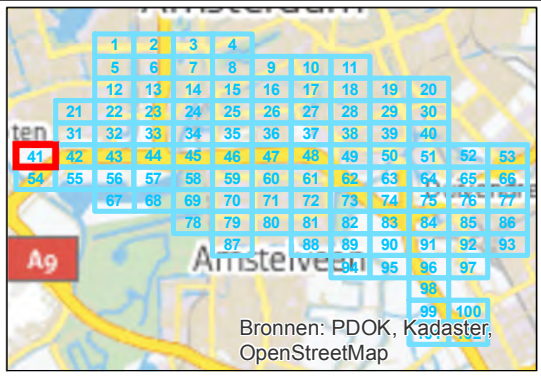 Amsterdam
1 2 3 4
5 6 7 8 9 10 11
12 13 14 15 16 17 18 19 20
21 22 23 24 25 26 27 28 29 30
ten 31 32 33 34 35 36 37 38 39 40
41 42 43 44 45 46 47 48 49 50 51 52 53
54 55 56 57 58 59 60 61 62 63 64 65 66
67 68 69 70 71 72 73 74 75 76 77
78 79 80 81 82 83 84 85 86
A9 Amstelveen 87 88 89 90 91 92 93
94 95 96 97
98
99 100
Bronnen: PDOK, Kadaster,
OpenStreetMap